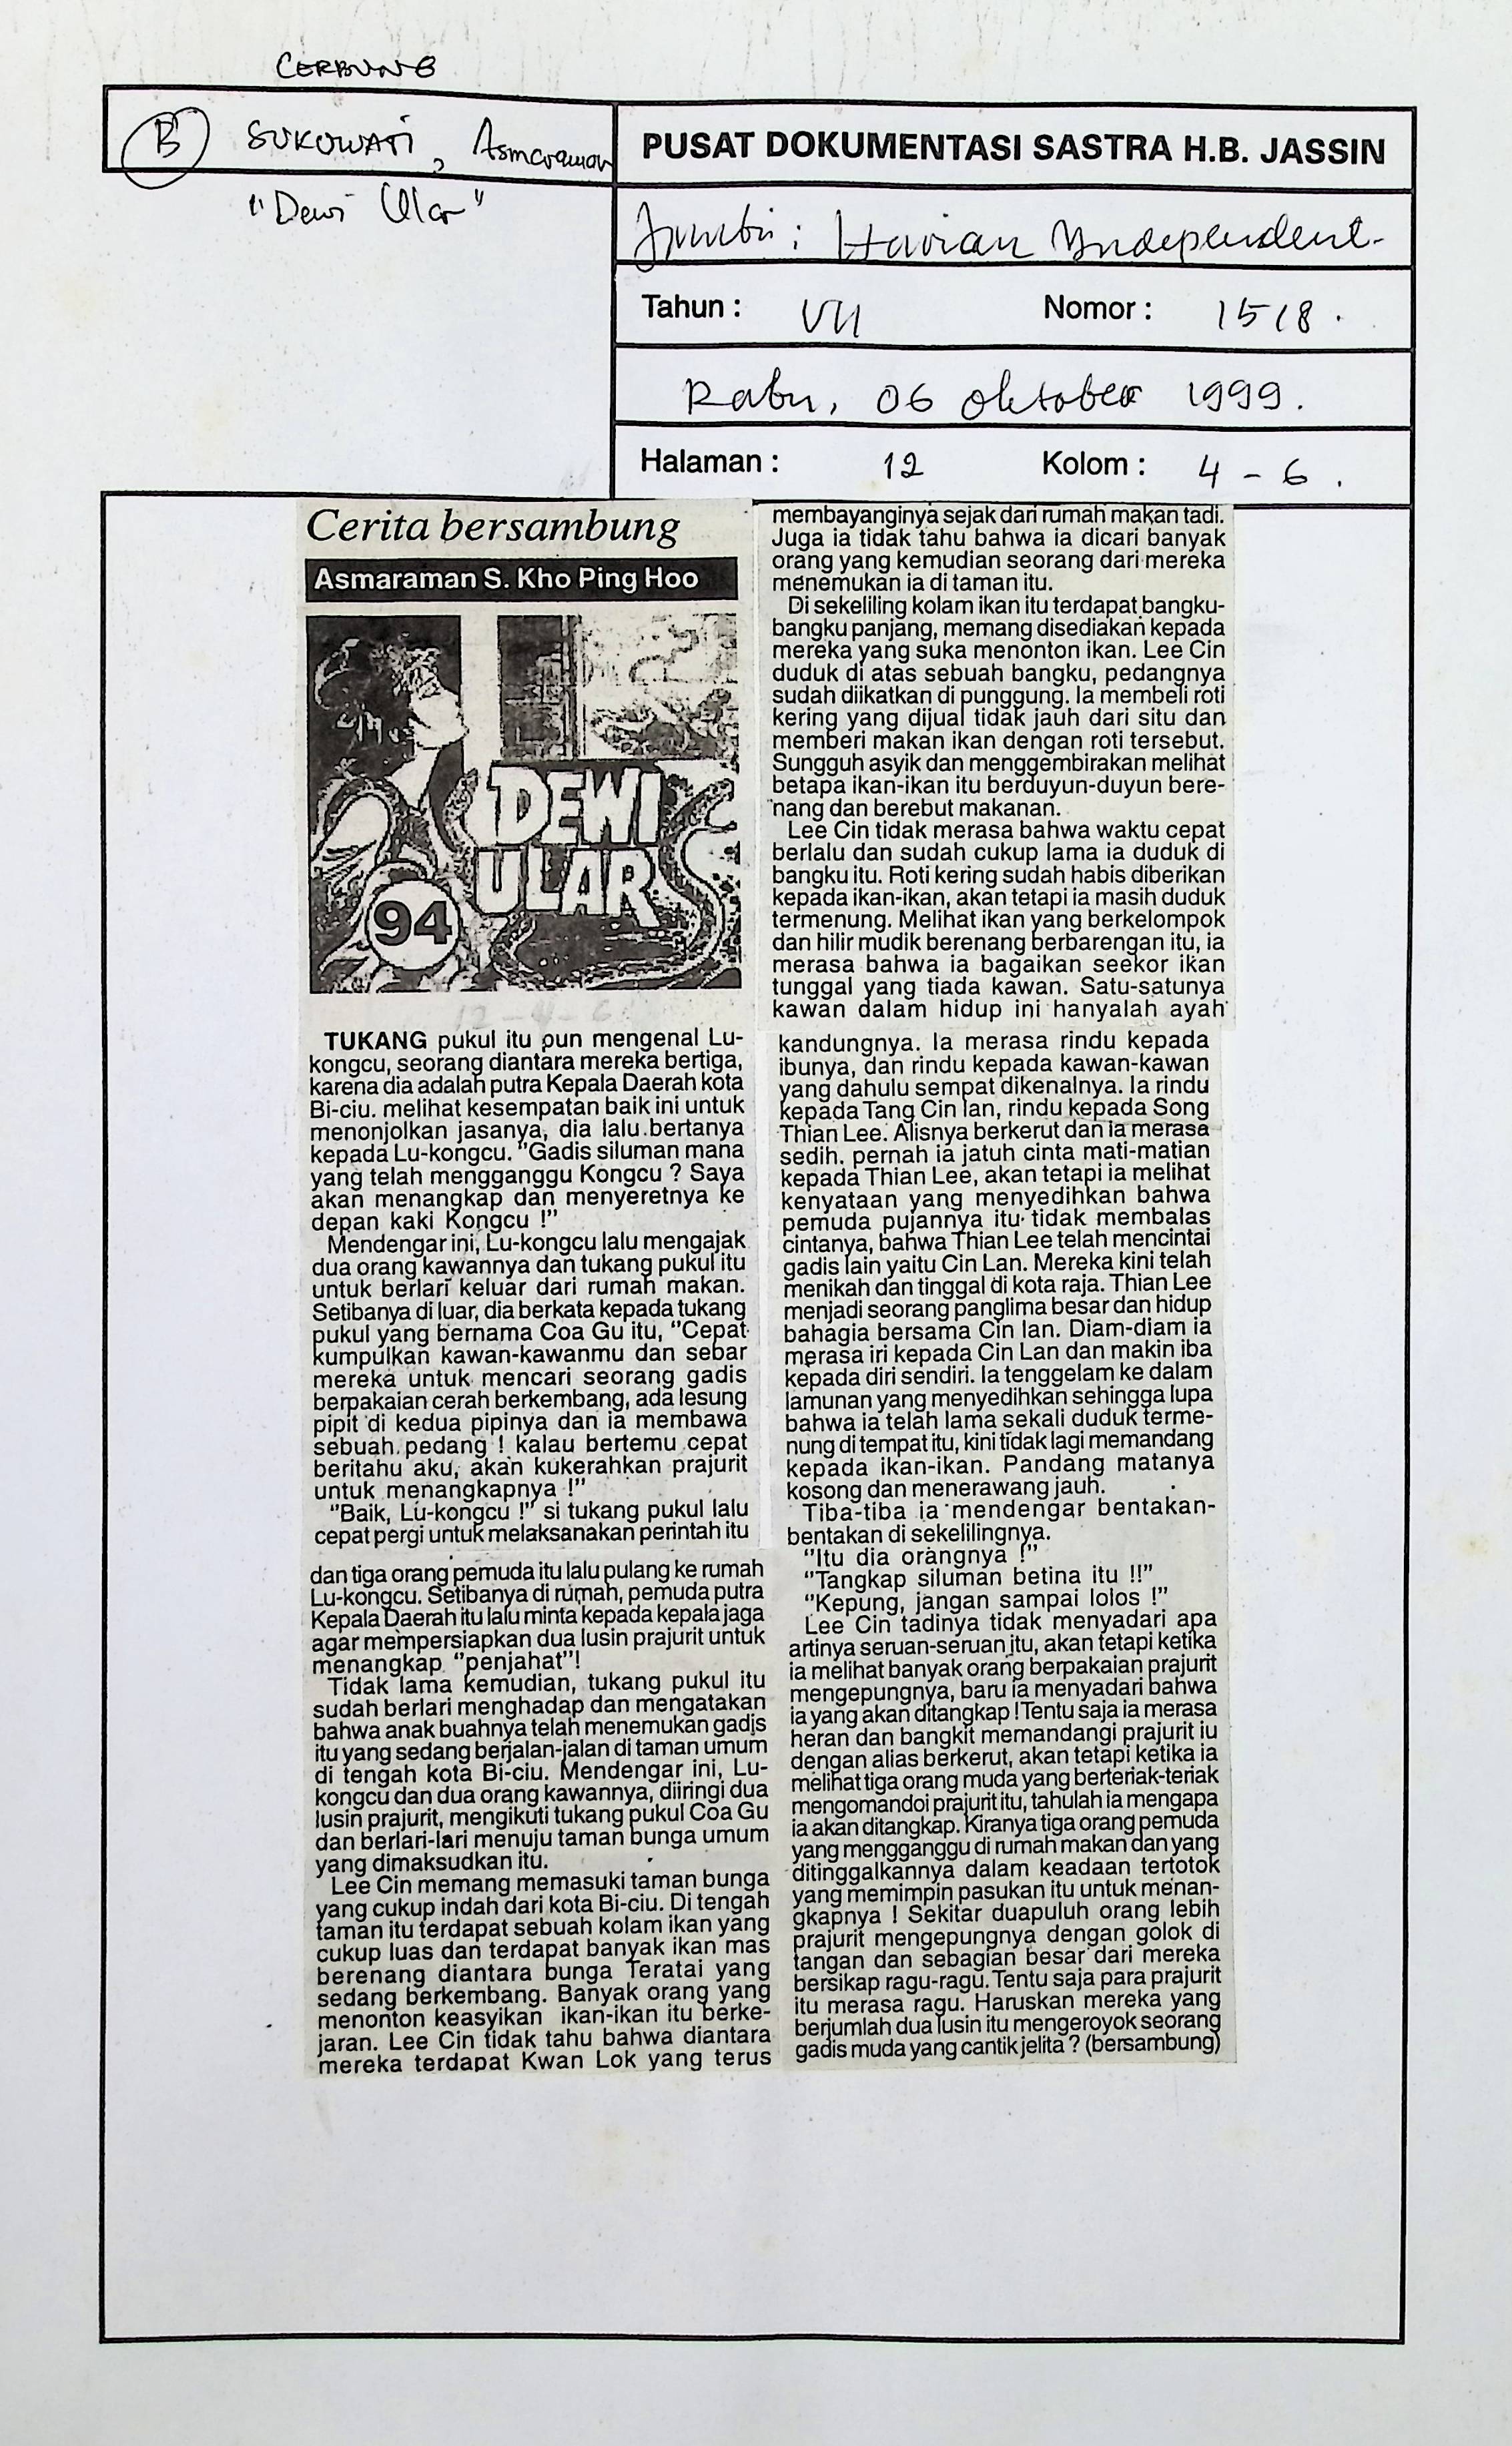 CERBUNG
B SUKOWATI, Asmaraman
"Dewi Ular"
PUSAT DOKUMENTASI SASTRA H.B. JASSIN
Jambi: Harian Independent-
Tahun : VII Nomor : 1518.
Rabu, 06 Oktober 1999.
Halaman : 12 Kolom : 4 - 6.
Cerita bersambung
Asmaraman S. Kho Ping Hoo
DEWI
ULAR
94
12-4-6
TUKANG pukul itu pun mengenal Lu-
kongcu, seorang diantara mereka bertiga,
karena dia adalah putra Kepala Daerah kota
Bi-ciu. melihat kesempatan baik ini untuk
menonjolkan jasanya, dia lalu bertanya
kepada Lu-kongcu. "Gadis siluman mana
yang telah mengganggu Kongcu ? Saya
akan menangkap dan menyeretnya ke
depan kaki Kongcu !"
Mendengar ini, Lu-kongcu lalu mengajak
dua orang kawannya dan tukang pukul itu
untuk berlari keluar dari rumah makan.
Setibanya di luar, dia berkata kepada tukang
pukul yang bernama Coa Gu itu, "Cepat
kumpulkan kawan-kawanmu dan sebar
mereka untuk mencari seorang gadis
berpakaian cerah berkembang, ada lesung
pipit di kedua pipinya dan ia membawa
sebuah pedang ! kalau bertemu cepat
beritahu aku, akan kukerahkan prajurit
untuk menangkapnya !"
"Baik, Lu-kongcu !" si tukang pukul lalu
cepat pergi untuk melaksanakan perintah itu
dan tiga orang pemuda itu lalu pulang ke rumah
Lu-kongcu. Setibanya di rumah, pemuda putra
Kepala Daerah itu lalu minta kepada kepala jaga
agar mempersiapkan dua lusin prajurit untuk
menangkap "penjahat"!
Tidak lama kemudian, tukang pukul itu
sudah berlari menghadap dan mengatakan
bahwa anak buahnya telah menemukan gadis
itu yang sedang berjalan-jalan di taman umum
di tengah kota Bi-ciu. Mendengar ini, Lu-
kongcu dan dua orang kawannya, diiringi dua
lusin prajurit, mengikuti tukang pukul Coa Gu
dan berlari-lari menuju taman bunga umum
yang dimaksudkan itu.
Lee Cin memang memasuki taman bunga
yang cukup indah dari kota Bi-ciu. Di tengah
taman itu terdapat sebuah kolam ikan yang
cukup luas dan terdapat banyak ikan mas
berenang diantara bunga Teratai yang
sedang berkembang. Banyak orang yang
menonton keasyikan ikan-ikan itu berke-
jaran. Lee Cin tidak tahu bahwa diantara
mereka terdapat Kwan Lok yang terus
membayanginya sejak dari rumah makan tadi.
Juga ia tidak tahu bahwa ia dicari banyak
orang yang kemudian seorang dari mereka
menemukan ia di taman itu.
Di sekeliling kolam ikan itu terdapat bangku-
bangku panjang, memang disediakan kepada
mereka yang suka menonton ikan. Lee Cin
duduk di atas sebuah bangku, pedangnya
sudah diikatkan di punggung. Ia membeli roti
kering yang dijual tidak jauh dari situ dan
memberi makan ikan dengan roti tersebut.
Sungguh asyik dan menggembirakan melihat
betapa ikan-ikan itu berduyun-duyun bere-
nang dan berebut makanan.
Lee Cin tidak merasa bahwa waktu cepat
berlalu dan sudah cukup lama ia duduk di
bangku itu. Roti kering sudah habis diberikan
kepada ikan-ikan, akan tetapi ia masih duduk
termenung. Melihat ikan yang berkelompok
dan hilir mudik berenang berbarengan itu, ia
merasa bahwa ia bagaikan seekor ikan
tunggal yang tiada kawan. Satu-satunya
kawan dalam hidup ini hanyalah ayah
kandungnya. Ia merasa rindu kepada
ibunya, dan rindu kepada kawan-kawan
yang dahulu sempat dikenalnya. Ia rindu
kepada Tang Cin lan, rindu kepada Song
Thian Lee. Alisnya berkerut dan ia merasa
sedih. pernah ia jatuh cinta mati-matian
kepada Thian Lee, akan tetapi ia melihat
kenyataan yang menyedihkan bahwa
pemuda pujannya itu tidak membalas
cintanya, bahwa Thian Lee telah mencintai
gadis lain yaitu Cin Lan. Mereka kini telah
menikah dan tinggal di kota raja. Thian Lee
menjadi seorang panglima besar dan hidup
bahagia bersama Cin lan. Diam-diam ia
merasa iri kepada Cin Lan dan makin iba
kepada diri sendiri. Ia tenggelam ke dalam
lamunan yang menyedihkan sehingga lupa
bahwa ia telah lama sekali duduk terme-
nung di tempat itu, kini tidak lagi memandang
kepada ikan-ikan. Pandang matanya
kosong dan menerawang jauh.
Tiba-tiba ia mendengar bentakan-
bentakan di sekelilingnya.
"Itu dia orangnya !"
"Tangkap siluman betina itu !!"
"Kepung, jangan sampai lolos !"
Lee Cin tadinya tidak menyadari apa
artinya seruan-seruan itu, akan tetapi ketika
ia melihat banyak orang berpakaian prajurit
mengepungnya, baru ia menyadari bahwa
ia yang akan ditangkap ! Tentu saja ia merasa
heran dan bangkit memandangi prajurit iu
dengan alias berkerut, akan tetapi ketika ia
melihat tiga orang muda yang berteriak-teriak
mengomandoi prajurit itu, tahulah ia mengapa
ia akan ditangkap. Kiranya tiga orang pemuda
yang mengganggu di rumah makan dan yang
ditinggalkannya dalam keadaan tertotok
yang memimpin pasukan itu untuk menan-
gkapnya ! Sekitar duapuluh orang lebih
prajurit mengepungnya dengan golok di
tangan dan sebagian besar dari mereka
bersikap ragu-ragu. Tentu saja para prajurit
itu merasa ragu. Haruskan mereka yang
berjumlah dua lusin itu mengeroyok seorang
gadis muda yang cantik jelita ? (bersambung)